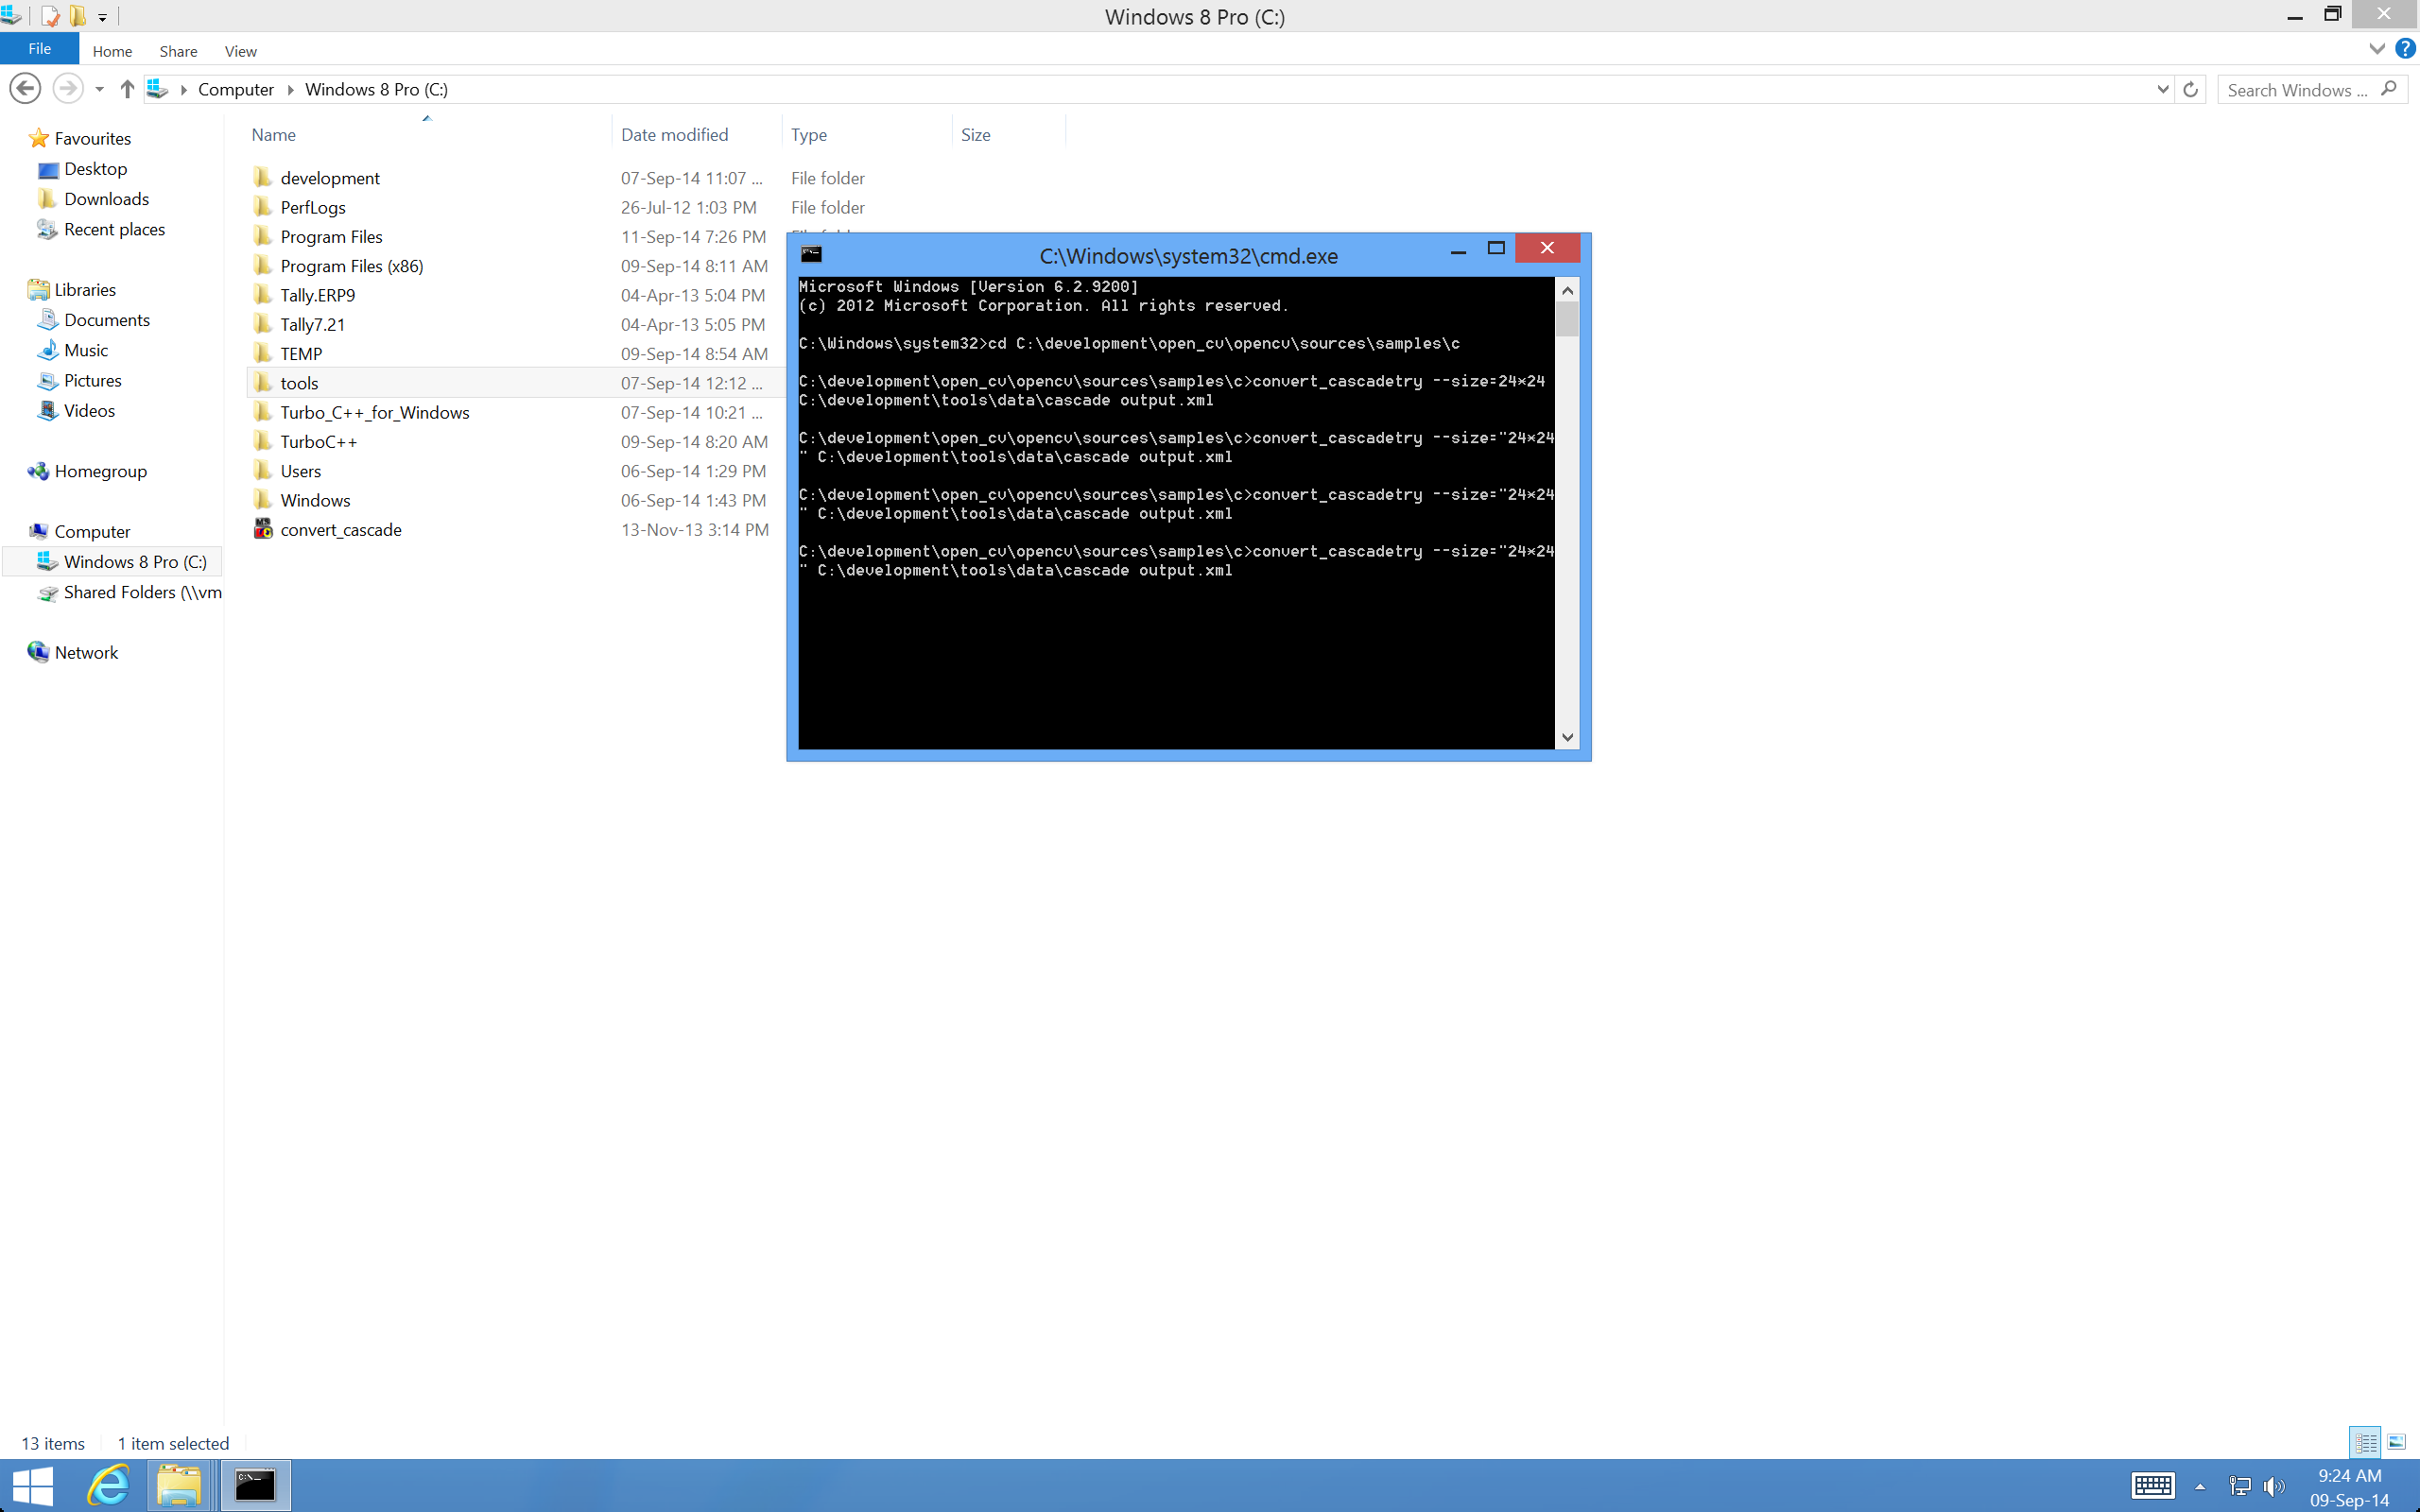 Windows 8 Pro (C:)
File Home Share View
Computer Windows 8 Pro (C:)
Search Windows ...
Favourites
Desktop
Downloads
Recent places
Libraries
Documents
Music
Pictures
Videos
Homegroup
Computer
Windows 8 Pro (C:)
Shared Folders (\\vm
Network
Name Date modified Type Size
development 07-Sep-14 11:07 ... File folder
PerfLogs 26-Jul-12 1:03 PM File folder
Program Files 11-Sep-14 7:26 PM
Program Files (x86) 09-Sep-14 8:11 AM
Tally.ERP9 04-Apr-13 5:04 PM
Tally7.21 04-Apr-13 5:05 PM
TEMP 09-Sep-14 8:54 AM
tools 07-Sep-14 12:12 ...
Turbo_C++_for_Windows 07-Sep-14 10:21 ...
TurboC++ 09-Sep-14 8:20 AM
Users 06-Sep-14 1:29 PM
Windows 06-Sep-14 1:43 PM
convert_cascade 13-Nov-13 3:14 PM
C:\Windows\system32\cmd.exe
Microsoft Windows [Version 6.2.9200]
(c) 2012 Microsoft Corporation. All rights reserved.
C:\Windows\system32>cd C:\development\open_cv\opencv\sources\samples\c
C:\development\open_cv\opencv\sources\samples\c>convert_cascadetry --size=24*24
C:\development\tools\data\cascade output.xml
C:\development\open_cv\opencv\sources\samples\c>convert_cascadetry --size="24*24
" C:\development\tools\data\cascade output.xml
C:\development\open_cv\opencv\sources\samples\c>convert_cascadetry --size="24*24
" C:\development\tools\data\cascade output.xml
C:\development\open_cv\opencv\sources\samples\c>convert_cascadetry --size="24*24
" C:\development\tools\data\cascade output.xml
13 items 1 item selected
9:24 AM
09-Sep-14